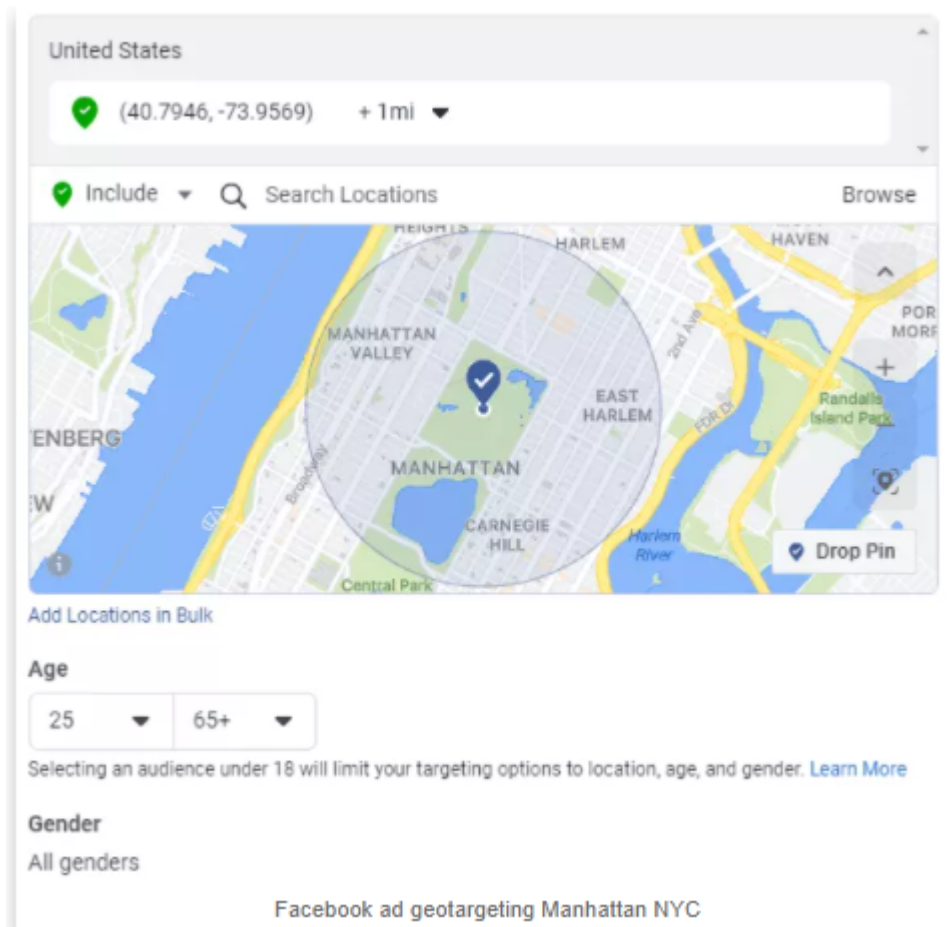 United States
(40.7946, -73.9569) + 1mi
Include Search Locations Browse
HEIGHTS
HARLEM
HAVEN
POR
MORR
MANHATTAN
VALLEY
2nd Ave
EAST
HARLEM
Randalls
Island Park
FDR Dr
TENBERG
MANHATTAN
EW
Broadway
CARNEGIE
HILL
Harlem
River
Drop Pin
Central Park
Add Locations in Bulk
Age
25 65+
Selecting an audience under 18 will limit your targeting options to location, age, and gender. Learn More
Gender
All genders
Facebook ad geotargeting Manhattan NYC